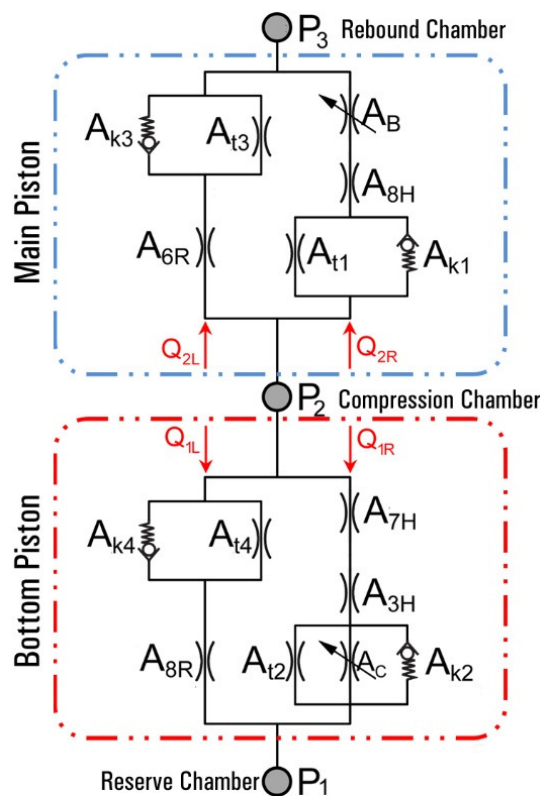 P3 Rebound Chamber
Main Piston
Ak3
At3
AB
A8H
A6R
At1
Ak1
Q2L
Q2R
P2 Compression Chamber
Bottom Piston
Q1L
Q1R
Ak4
At4
A7H
A3H
A8R
At2
AC
Ak2
Reserve Chamber P1